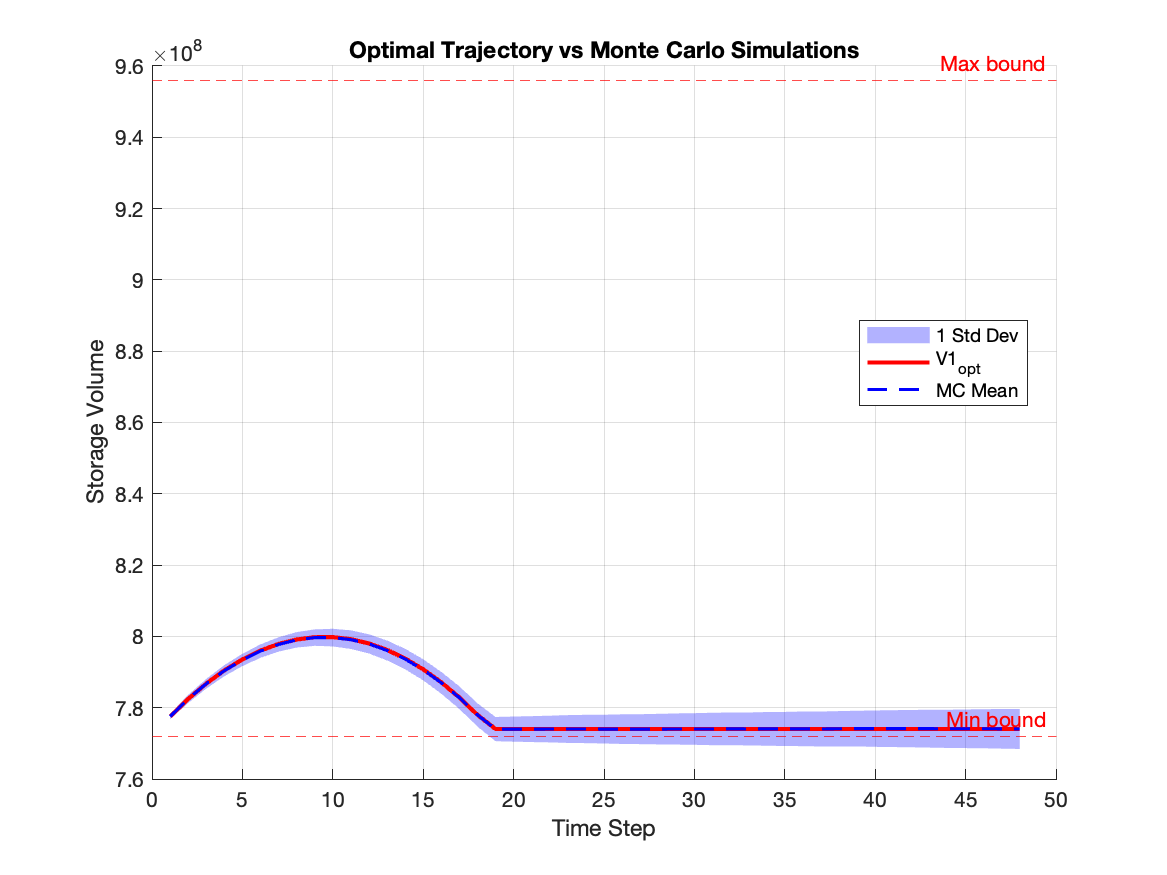 Optimal Trajectory vs Monte Carlo Simulations
×10⁸
9.6
9.4
9.2
9
8.8
8.6
8.4
8.2
8
7.8
7.6
Storage Volume
Max bound
1 Std Dev
V1opt
MC Mean
Min bound
0 5 10 15 20 25 30 35 40 45 50
Time Step